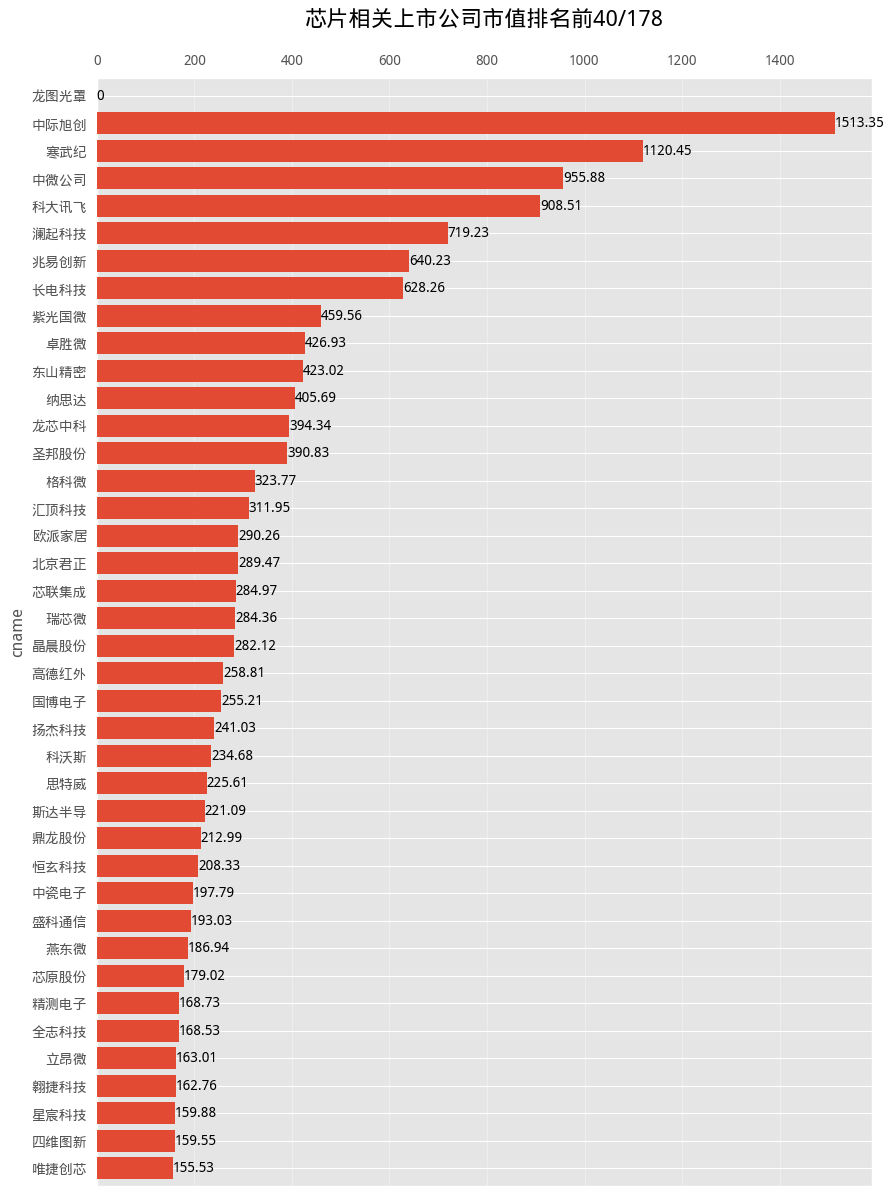 芯片相关上市公司市值排名前40/178
0 200 400 600 800 1000 1200 1400
龙图光罩 0
中际旭创 1513.35
寒武纪 1120.45
中微公司 955.88
科大讯飞 908.51
澜起科技 719.23
兆易创新 640.23
长电科技 628.26
紫光国微 459.56
卓胜微 426.93
东山精密 423.02
纳思达 405.69
龙芯中科 394.34
圣邦股份 390.83
格科微 323.77
汇顶科技 311.95
欧派家居 290.26
北京君正 289.47
芯联集成 284.97
瑞芯微 284.36
晶晨股份 282.12
高德红外 258.81
国博电子 255.21
扬杰科技 241.03
科沃斯 234.68
思特威 225.61
斯达半导 221.09
鼎龙股份 212.99
恒玄科技 208.33
中瓷电子 197.79
盛科通信 193.03
燕东微 186.94
芯原股份 179.02
精测电子 168.73
全志科技 168.53
立昂微 163.01
翱捷科技 162.76
星宸科技 159.88
四维图新 159.55
唯捷创芯 155.53
cname